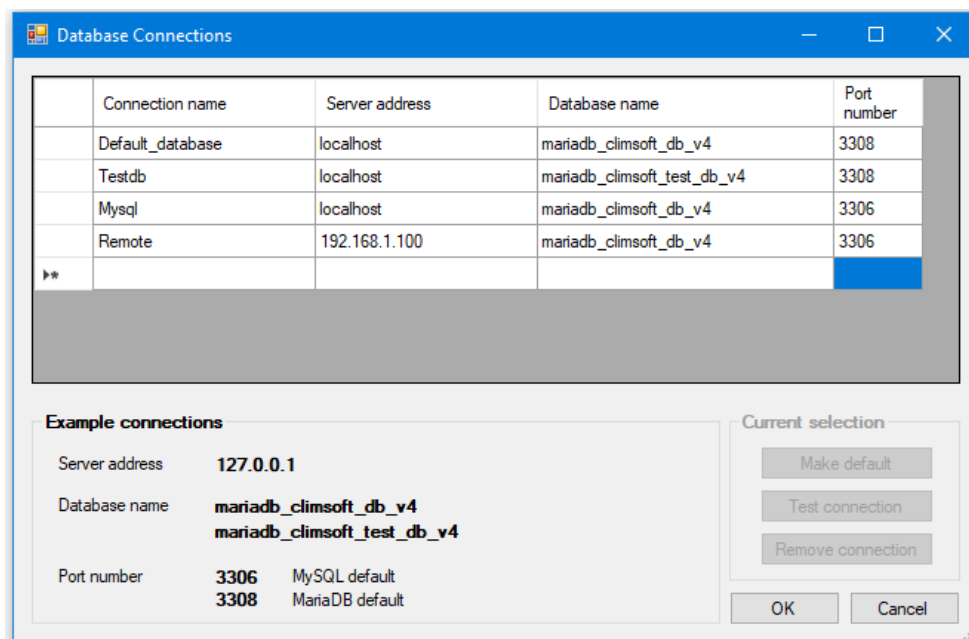 Database Connections
Connection name Server address Database name Port number
Default_database localhost mariadb_climsoft_db_v4 3308
Testdb localhost mariadb_climsoft_test_db_v4 3308
Mysql localhost mariadb_climsoft_db_v4 3306
Remote 192.168.1.100 mariadb_climsoft_db_v4 3306
Example connections
Server address 127.0.0.1
Database name mariadb_climsoft_db_v4
mariadb_climsoft_test_db_v4
Port number 3306 MySQL default
3308 MariaDB default
Current selection
Make default
Test connection
Remove connection
OK Cancel